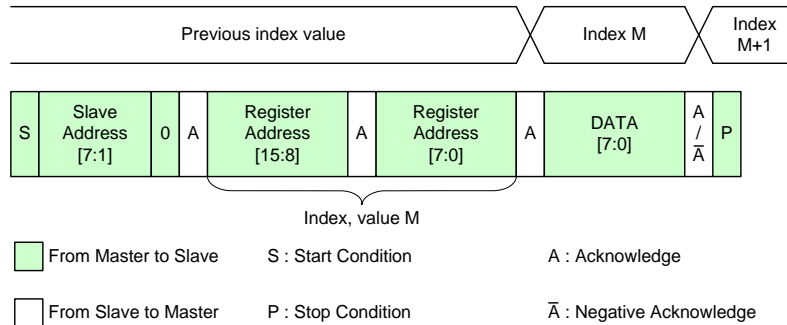 Previous index value
Index M
Index
M+1
S
Slave
Address
[7:1]
0
A
Register
Address
[15:8]
A
Register
Address
[7:0]
A
DATA
[7:0]
A
/
A̅
P
Index, value M
From Master to Slave
S : Start Condition
A : Acknowledge
From Slave to Master
P : Stop Condition
A̅ : Negative Acknowledge